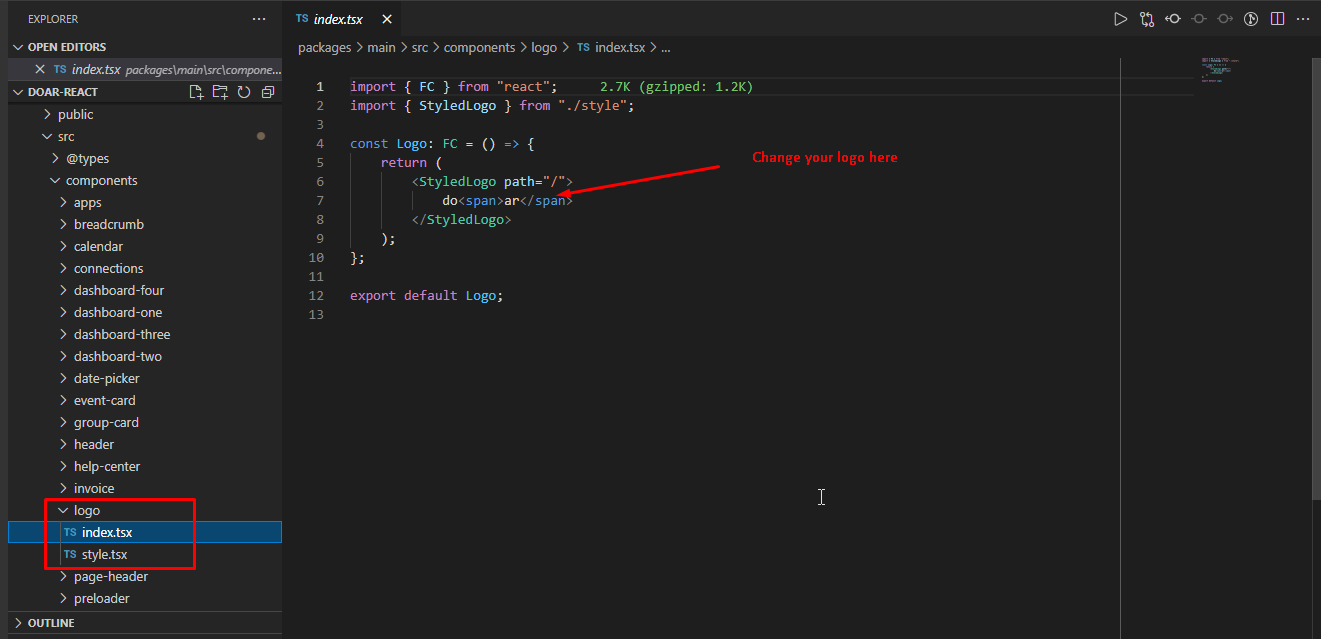 EXPLORER
OPEN EDITORS
TS index.tsx packages\main\src\compone...
DOAR-REACT
public
src
@types
components
apps
breadcrumb
calendar
connections
dashboard-four
dashboard-one
dashboard-three
dashboard-two
date-picker
event-card
group-card
header
help-center
invoice
logo
TS index.tsx
TS style.tsx
page-header
preloader
OUTLINE
TS index.tsx
packages > main > src > components > logo > TS index.tsx > ...
1 import { FC } from "react"; 2.7K (gzipped: 1.2K)
2 import { StyledLogo } from "./style";
3
4 const Logo: FC = () => {
5 return (
6 <StyledLogo path="/">
7 do<span>ar</span>
8 </StyledLogo>
9 );
10 };
11
12 export default Logo;
13
Change your logo here